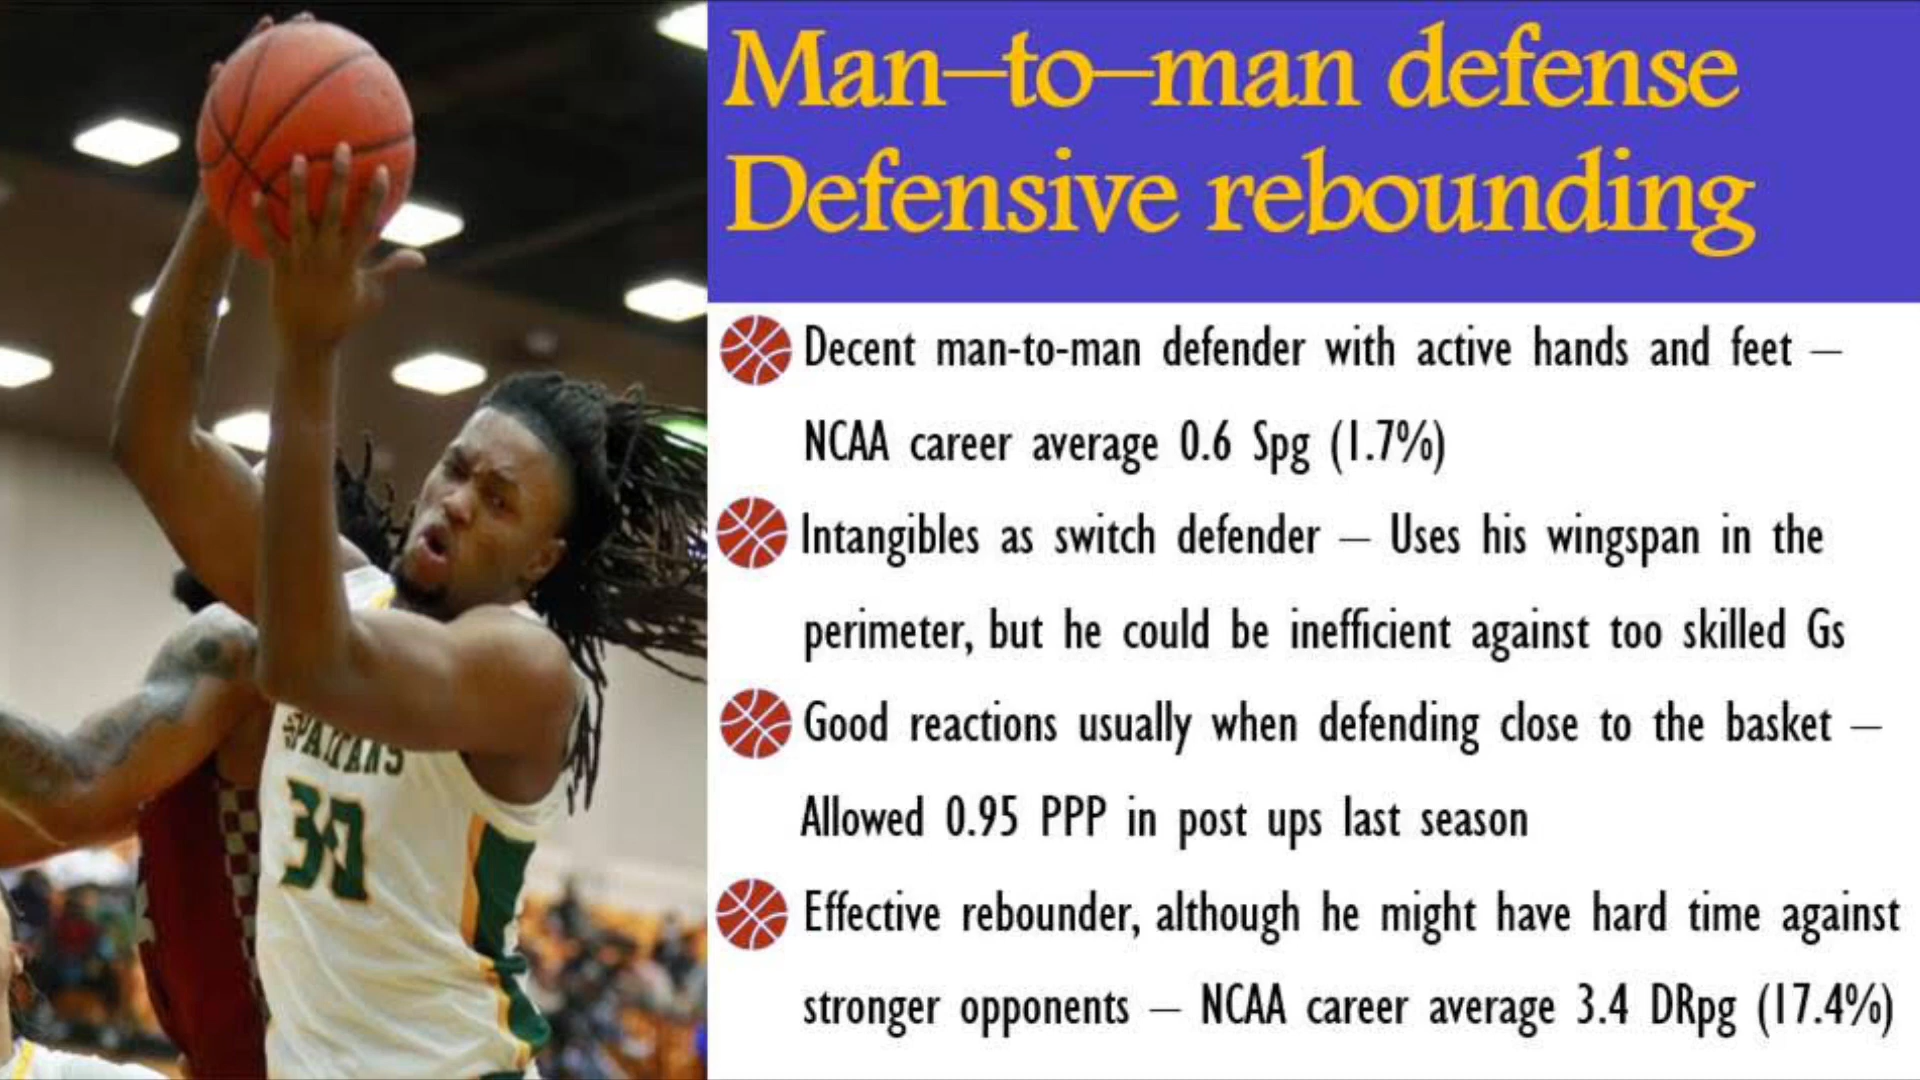 Man–to–man defense
Defensive rebounding
Decent man-to-man defender with active hands and feet –
NCAA career average 0.6 Spg (1.7%)
Intangibles as switch defender – Uses his wingspan in the
perimeter, but he could be inefficient against too skilled Gs
Good reactions usually when defending close to the basket –
Allowed 0.95 PPP in post ups last season
Effective rebounder, although he might have hard time against
stronger opponents – NCAA career average 3.4 DRpg (17.4%)
SPARTANS
30